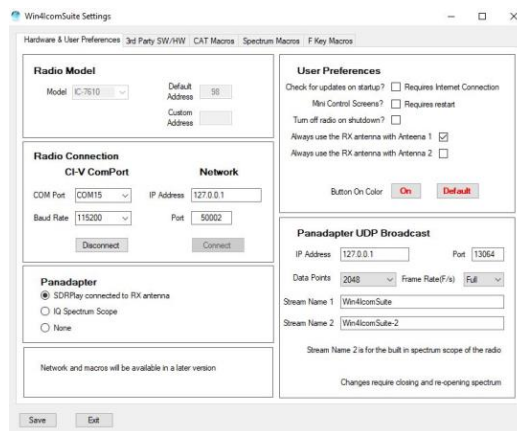 Win4IcomSuite Settings
Hardware & User Preferences 3rd Party SW/HW CAT Macros Spectrum Macros F Key Macros
Radio Model
Model IC-7610 Default Address 98
Custom Address
Radio Connection
CI-V ComPort Network
COM Port COM15 IP Address 127.0.0.1
Baud Rate 115200 Port 50002
Disconnect Connect
Panadapter
SDRPlay connected to RX antenna
IQ Spectrum Scope
None
Network and macros will be available in a later version
User Preferences
Check for updates on startup? Requires Internet Connection
Mini Control Screens? Requires restart
Turn off radio on shutdown?
Always use the RX antenna with Anteena 1
Always use the RX antenna with Antenna 2
Button On Color On Default
Panadapter UDP Broadcast
IP Address 127.0.0.1 Port 13064
Data Points 2048 Frame Rate(F/s) Full
Stream Name 1 Win4IcomSuite
Stream Name 2 Win4IcomSuite-2
Stream Name 2 is for the built in spectrum scope of the radio
Changes require closing and re-opening spectrum
Save Exit